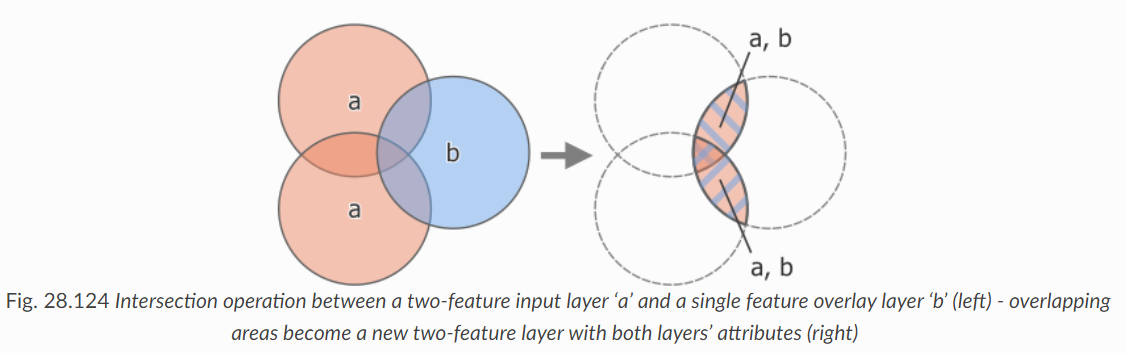 a
b
a
a, b
a, b
Fig. 28.124 Intersection operation between a two-feature input layer ‘a’ and a single feature overlay layer ‘b’ (left) - overlapping
areas become a new two-feature layer with both layers’ attributes (right)